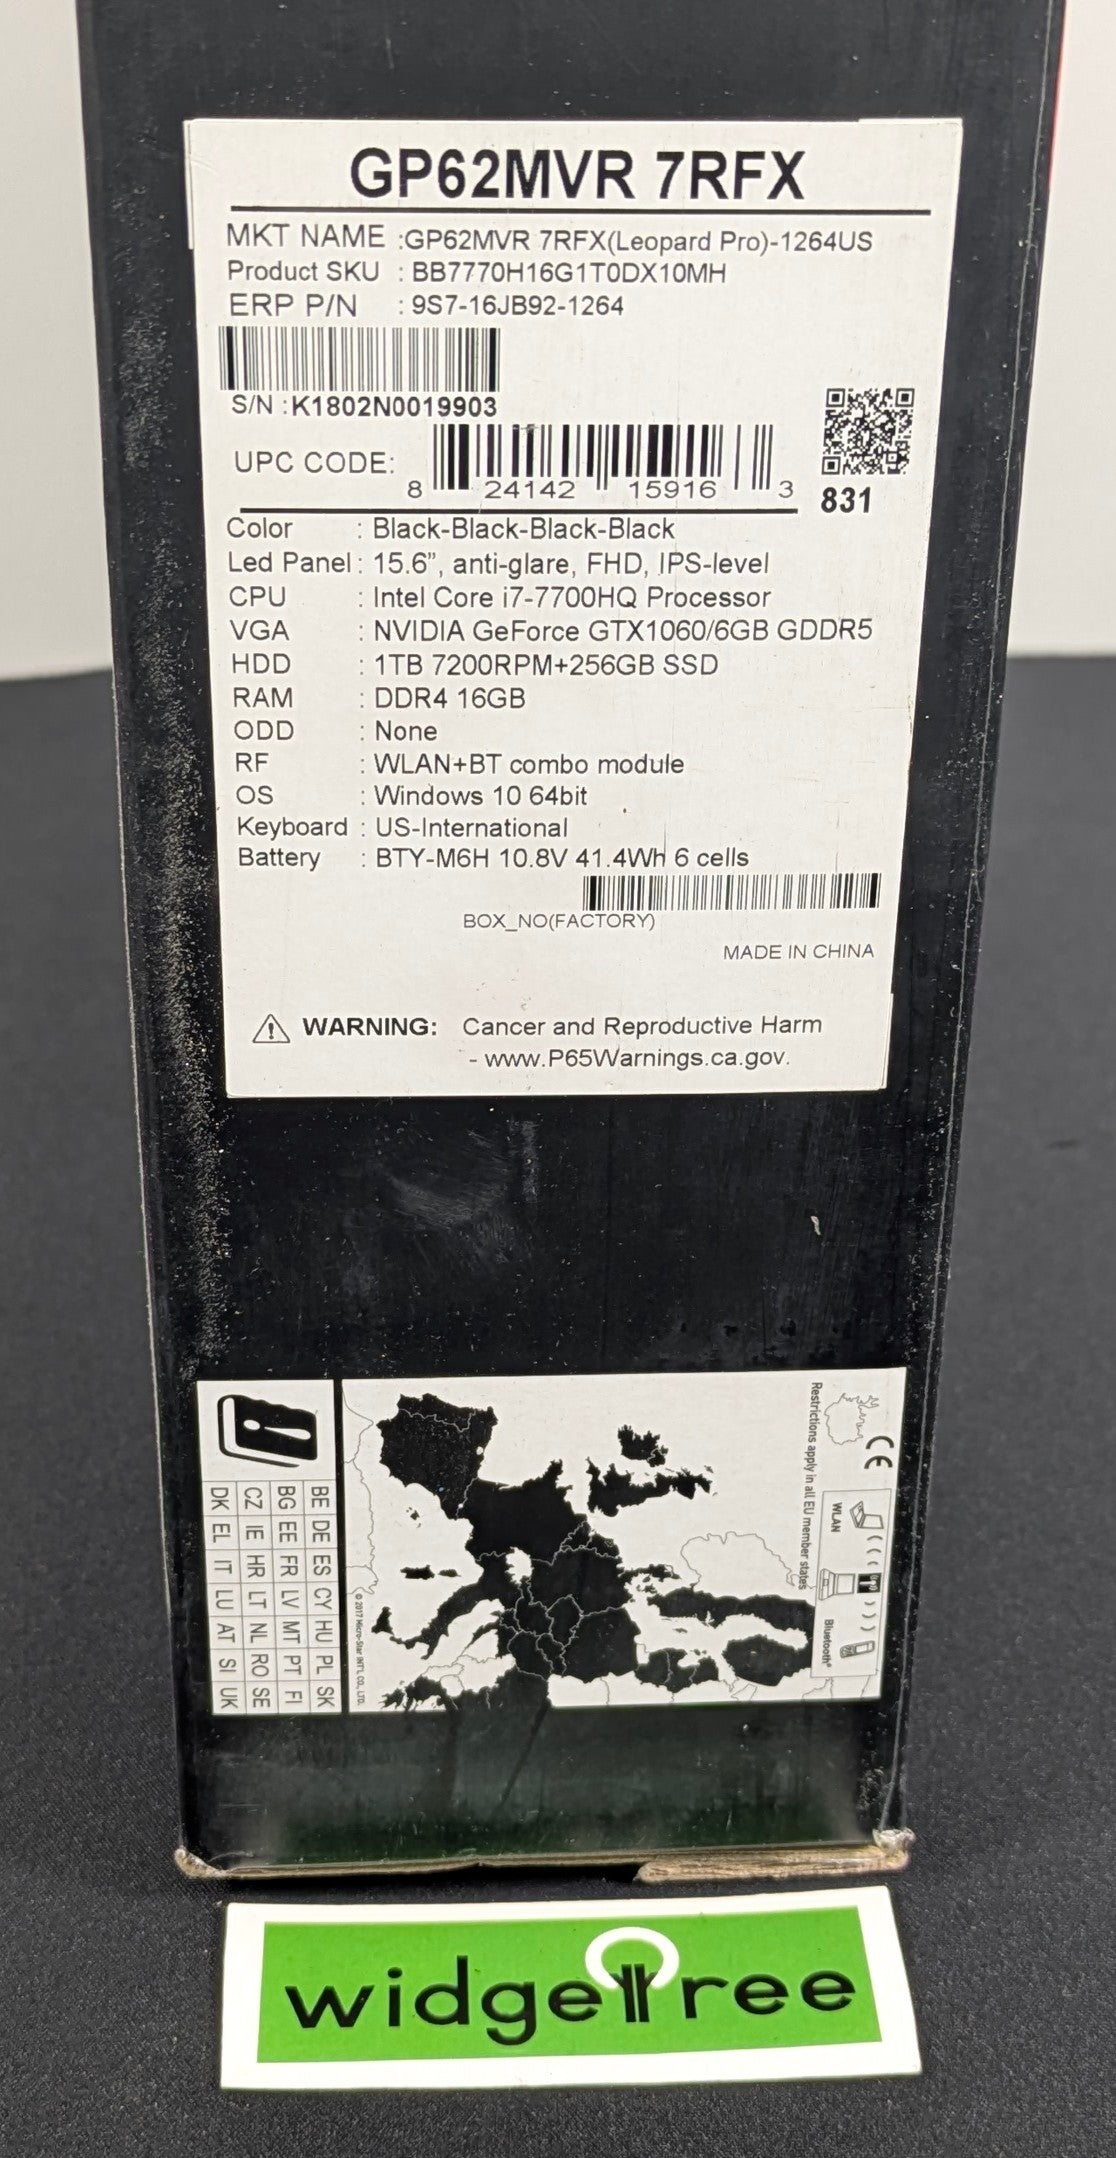 GP62MVR 7RFX
MKT NAME :GP62MVR 7RFX(Leopard Pro)-1264US
Product SKU : BB7770H16G1T0DX10MH
ERP P/N : 9S7-16JB92-1264
S/N :K1802N0019903
UPC CODE: 8 24142 15916 3
831
Color : Black-Black-Black-Black
Led Panel : 15.6”, anti-glare, FHD, IPS-level
CPU : Intel Core i7-7700HQ Processor
VGA : NVIDIA GeForce GTX1060/6GB GDDR5
HDD : 1TB 7200RPM+256GB SSD
RAM : DDR4 16GB
ODD : None
RF : WLAN+BT combo module
OS : Windows 10 64bit
Keyboard : US-International
Battery : BTY-M6H 10.8V 41.4Wh 6 cells
BOX_NO(FACTORY)
MADE IN CHINA
WARNING: Cancer and Reproductive Harm
- www.P65Warnings.ca.gov.
CE
WLAN
Bluetooth®
Restrictions apply in all EU member states
© 2017 Micro-Star INT'L CO., LTD.
BE DE ES CY HU PL SK
BG EE FR LV MT PT FI
CZ IE HR LT NL RO SE
DK EL IT LU AT SI UK
widgeTree